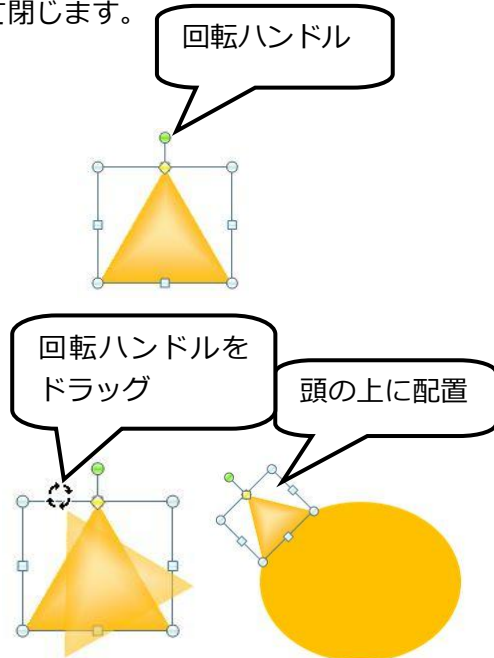 て閉じます。
回転ハンドル
回転ハンドルを
ドラッグ
頭の上に配置